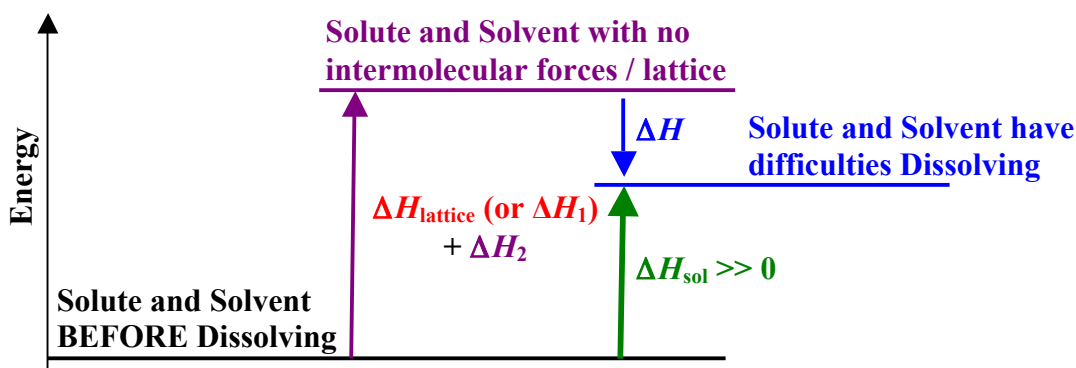 Solute and Solvent with no
intermolecular forces / lattice
Energy
ΔH
Solute and Solvent have
difficulties Dissolving
ΔHlattice (or ΔH1)
+ ΔH2
ΔHsol >> 0
Solute and Solvent
BEFORE Dissolving